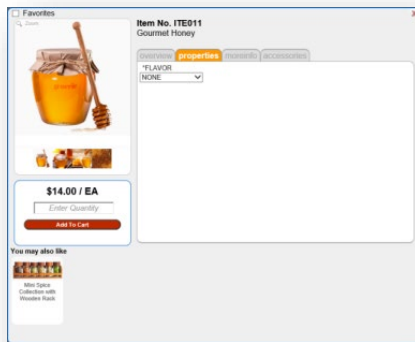 Favorites
X
Zoom
Item No. ITE011
Gourmet Honey
overview properties moreinfo accessories
*FLAVOR
NONE
$14.00 / EA
Enter Quantity
Add To Cart
You may also like
Mini Spice
Collection with
Wooden Rack